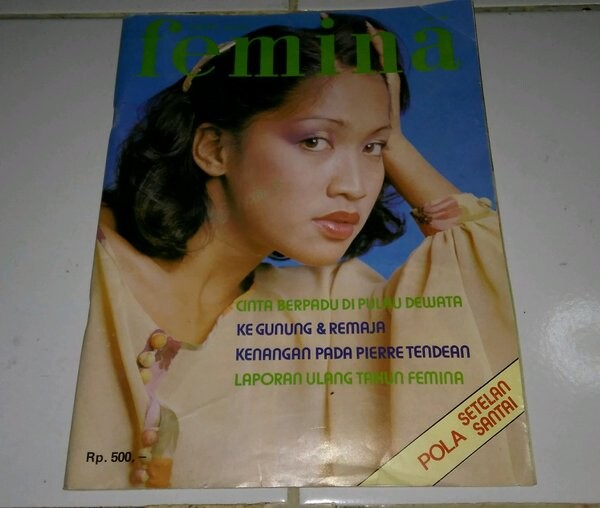 femina
CINTA BERPADU DI PULAU DEWATA
KE GUNUNG & REMAJA
KENANGAN PADA PIERRE TENDEAN
LAPORAN ULANG TAHUN FEMINA
POLA SETELAN
SANTAI
Rp. 500,–